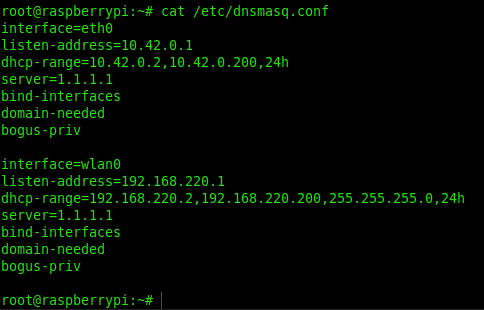 root@raspberrypi:~# cat /etc/dnsmasq.conf
interface=eth0
listen-address=10.42.0.1
dhcp-range=10.42.0.2,10.42.0.200,24h
server=1.1.1.1
bind-interfaces
domain-needed
bogus-priv
interface=wlan0
listen-address=192.168.220.1
dhcp-range=192.168.220.2,192.168.220.200,255.255.255.0,24h
server=1.1.1.1
bind-interfaces
domain-needed
bogus-priv
root@raspberrypi:~#